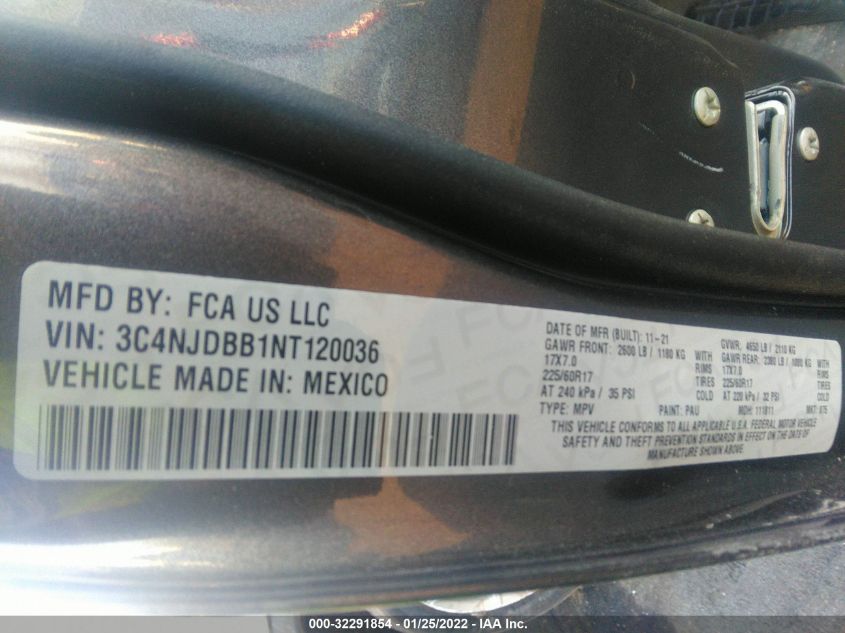 MFD BY: FCA US LLC
VIN: 3C4NJDBB1NT120036
VEHICLE MADE IN: MEXICO
DATE OF MFR (BUILT): 11-21 GVWR, 4650 LB / 2110 KG
GAWR FRONT: 2600 LB / 1180 KG WITH GAWR REAR: 2380 LB / 1080 KG WITH
17X7.0 RIMS 17X7.0 RIMS
225/60R17 TIRES 225/60R17 TIRES
AT 240 kPa / 35 PSI COLD AT 220 kPa / 32 PSI COLD
TYPE: MPV PAINT: PAU MDH: 111811 MKT:
THIS VEHICLE CONFORMS TO ALL APPLICABLE U.S.A. FEDERAL MOTOR VEHICLE
SAFETY AND THEFT PREVENTION STANDARDS IN EFFECT ON THE DATE OF
MANUFACTURE SHOWN ABOVE
000-32291854 - 01/25/2022 - IAA Inc.